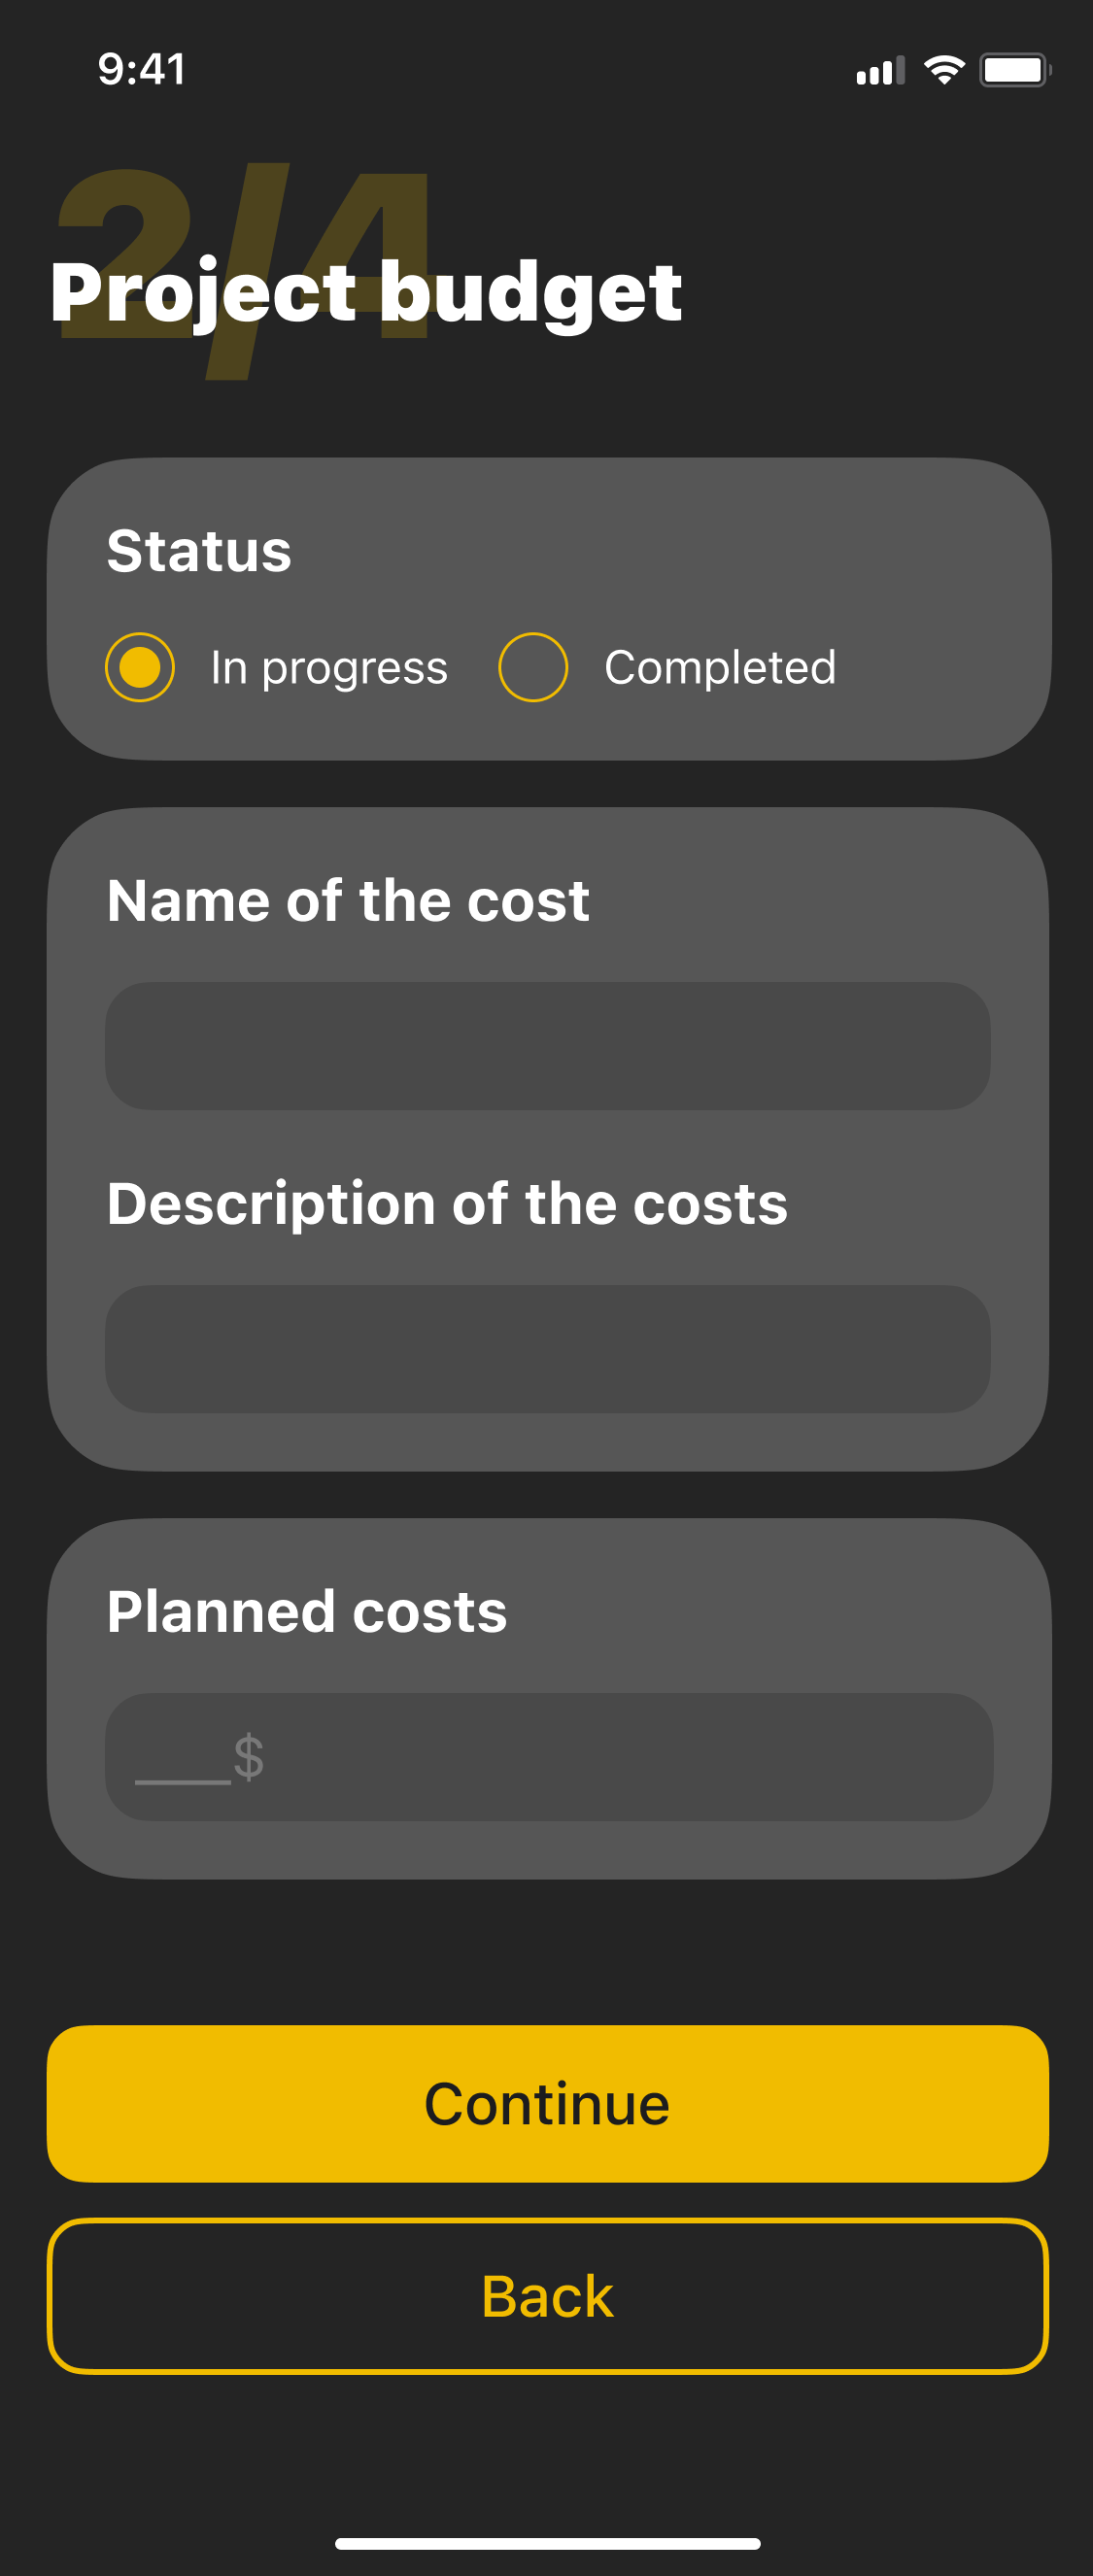 9:41
2/4
Project budget
Status
In progress Completed
Name of the cost
Description of the costs
Planned costs
___$
Continue
Back